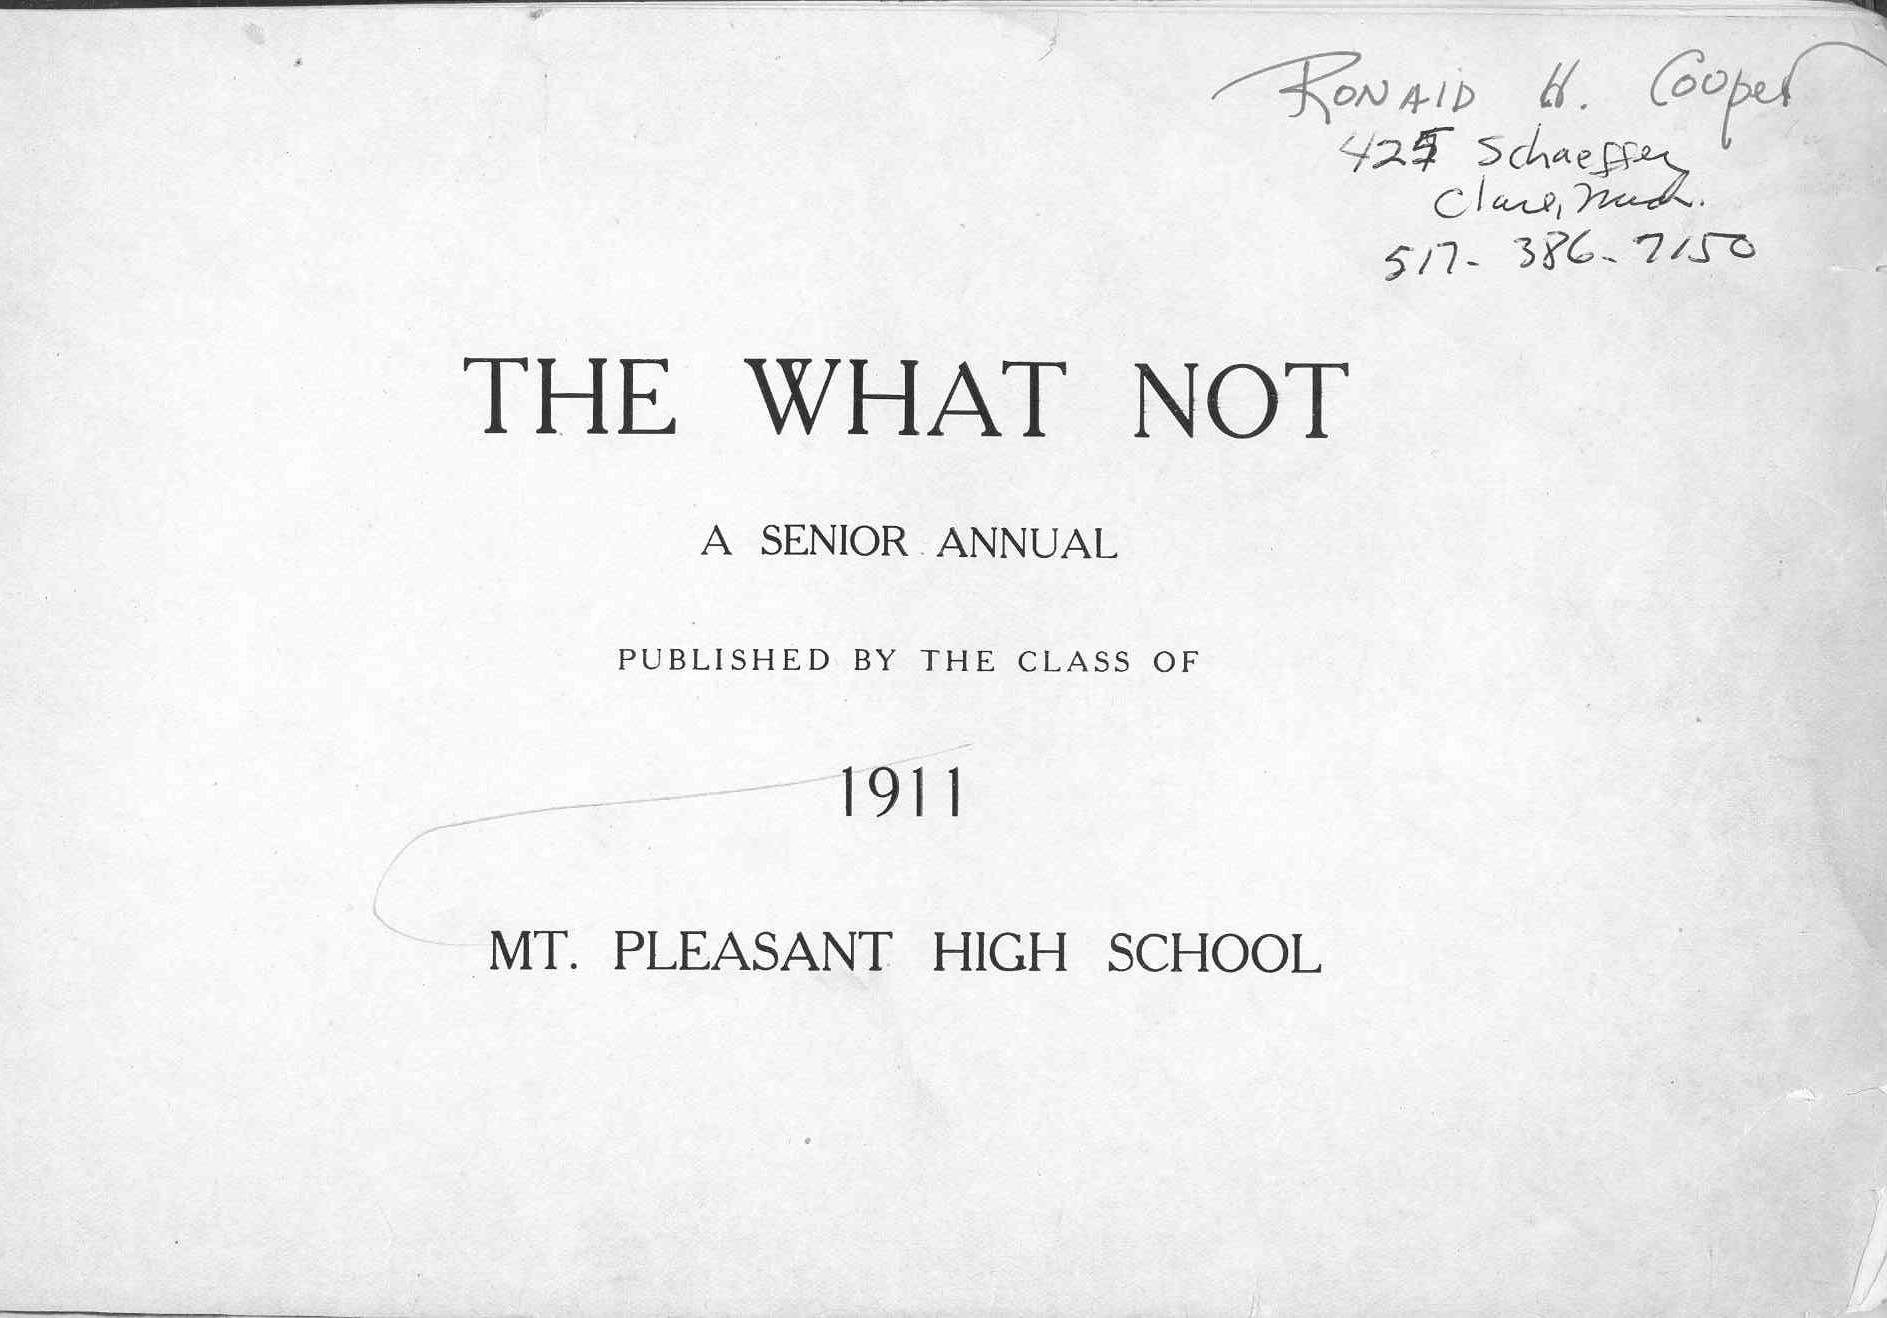 RONAlD H. Cooper
425 Schaeffer
Clare, Mich.
517-386-7150
THE WHAT NOT
A SENIOR ANNUAL
PUBLISHED BY THE CLASS OF
1911
MT. PLEASANT HIGH SCHOOL